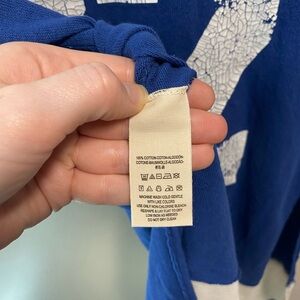 100% COTTON-COTON-ALGODÓN
COTONE-BAUMWOLLE-ALGODÃO
MACHINE WASH COLD GENTLE
WITH LIKE COLORS
USE ONLY NON-CHLORINE BLEACH
RESHAPE & LAY FLAT TO DRY
LOW IRON AS NEEDED
DO NOT DRY CLEAN